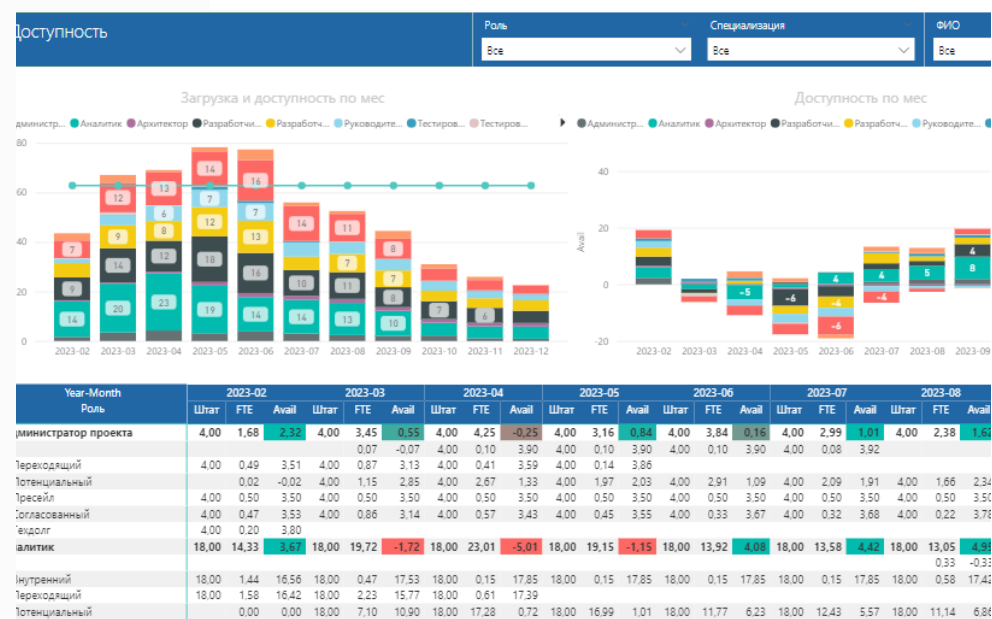 Доступность
Роль
Специализация
ФИО
Все
Все
Все
Загрузка и доступность по мес
Доступность по мес
Админист... Аналитик Архитектор Разработчи... Разработч... Руководите... Тестиров... Тестиров...
Админист... Аналитик Архитектор Разработчи... Разработ... Руководите...
80
60
40
20
0
7
9
14
12
9
14
20
13
6
8
12
23
14
7
12
18
19
16
7
13
16
14
14
10
14
11
7
11
13
8
7
8
10
7
6
2023-02 2023-03 2023-04 2023-05 2023-06 2023-07 2023-08 2023-09 2023-10 2023-11 2023-12
Avail
40
20
0
-20
-5
-6
4
-4
-6
4
-4
5
4
8
2023-02 2023-03 2023-04 2023-05 2023-06 2023-07 2023-08 2023-09
Year-Month 2023-02 2023-03 2023-04 2023-05 2023-06 2023-07 2023-08
Роль Штат FTE Avail Штат FTE Avail Штат FTE Avail Штат FTE Avail Штат FTE Avail Штат FTE Avail Штат FTE Avail
дминистратор проекта 4,00 1,68 2,32 4,00 3,45 0,55 4,00 4,25 -0,25 4,00 3,16 0,84 4,00 3,84 0,16 4,00 2,99 1,01 4,00 2,38 1,62
0,07 -0,07 4,00 0,10 3,90 4,00 0,10 3,90 4,00 0,10 3,90 4,00 0,08 3,92
Переходящий 4,00 0,49 3,51 4,00 0,87 3,13 4,00 0,41 3,59 4,00 0,14 3,86
Потенциальный 0,02 -0,02 4,00 1,15 2,85 4,00 2,67 1,33 4,00 1,97 2,03 4,00 2,91 1,09 4,00 2,09 1,91 4,00 1,66 2,34
Пресейл 4,00 0,50 3,50 4,00 0,50 3,50 4,00 0,50 3,50 4,00 0,50 3,50 4,00 0,50 3,50 4,00 0,50 3,50 4,00 0,50 3,50
Согласованный 4,00 0,47 3,53 4,00 0,86 3,14 4,00 0,57 3,43 4,00 0,45 3,55 4,00 0,33 3,67 4,00 0,32 3,68 4,00 0,22 3,78
Техдолг 4,00 0,20 3,80
налитик 18,00 14,33 3,67 18,00 19,72 -1,72 18,00 23,01 -5,01 18,00 19,15 -1,15 18,00 13,92 4,08 18,00 13,58 4,42 18,00 13,05 4,95
0,33 -0,33
Внутренний 18,00 1,44 16,56 18,00 0,47 17,53 18,00 0,15 17,85 18,00 0,15 17,85 18,00 0,15 17,85 18,00 0,15 17,85 18,00 0,58 17,42
Переходящий 18,00 1,58 16,42 18,00 2,23 15,77 18,00 0,61 17,39
Потенциальный 0,00 0,00 18,00 7,10 10,90 18,00 17,28 0,72 18,00 16,99 1,01 18,00 11,77 6,23 18,00 12,43 5,57 18,00 11,14 6,86